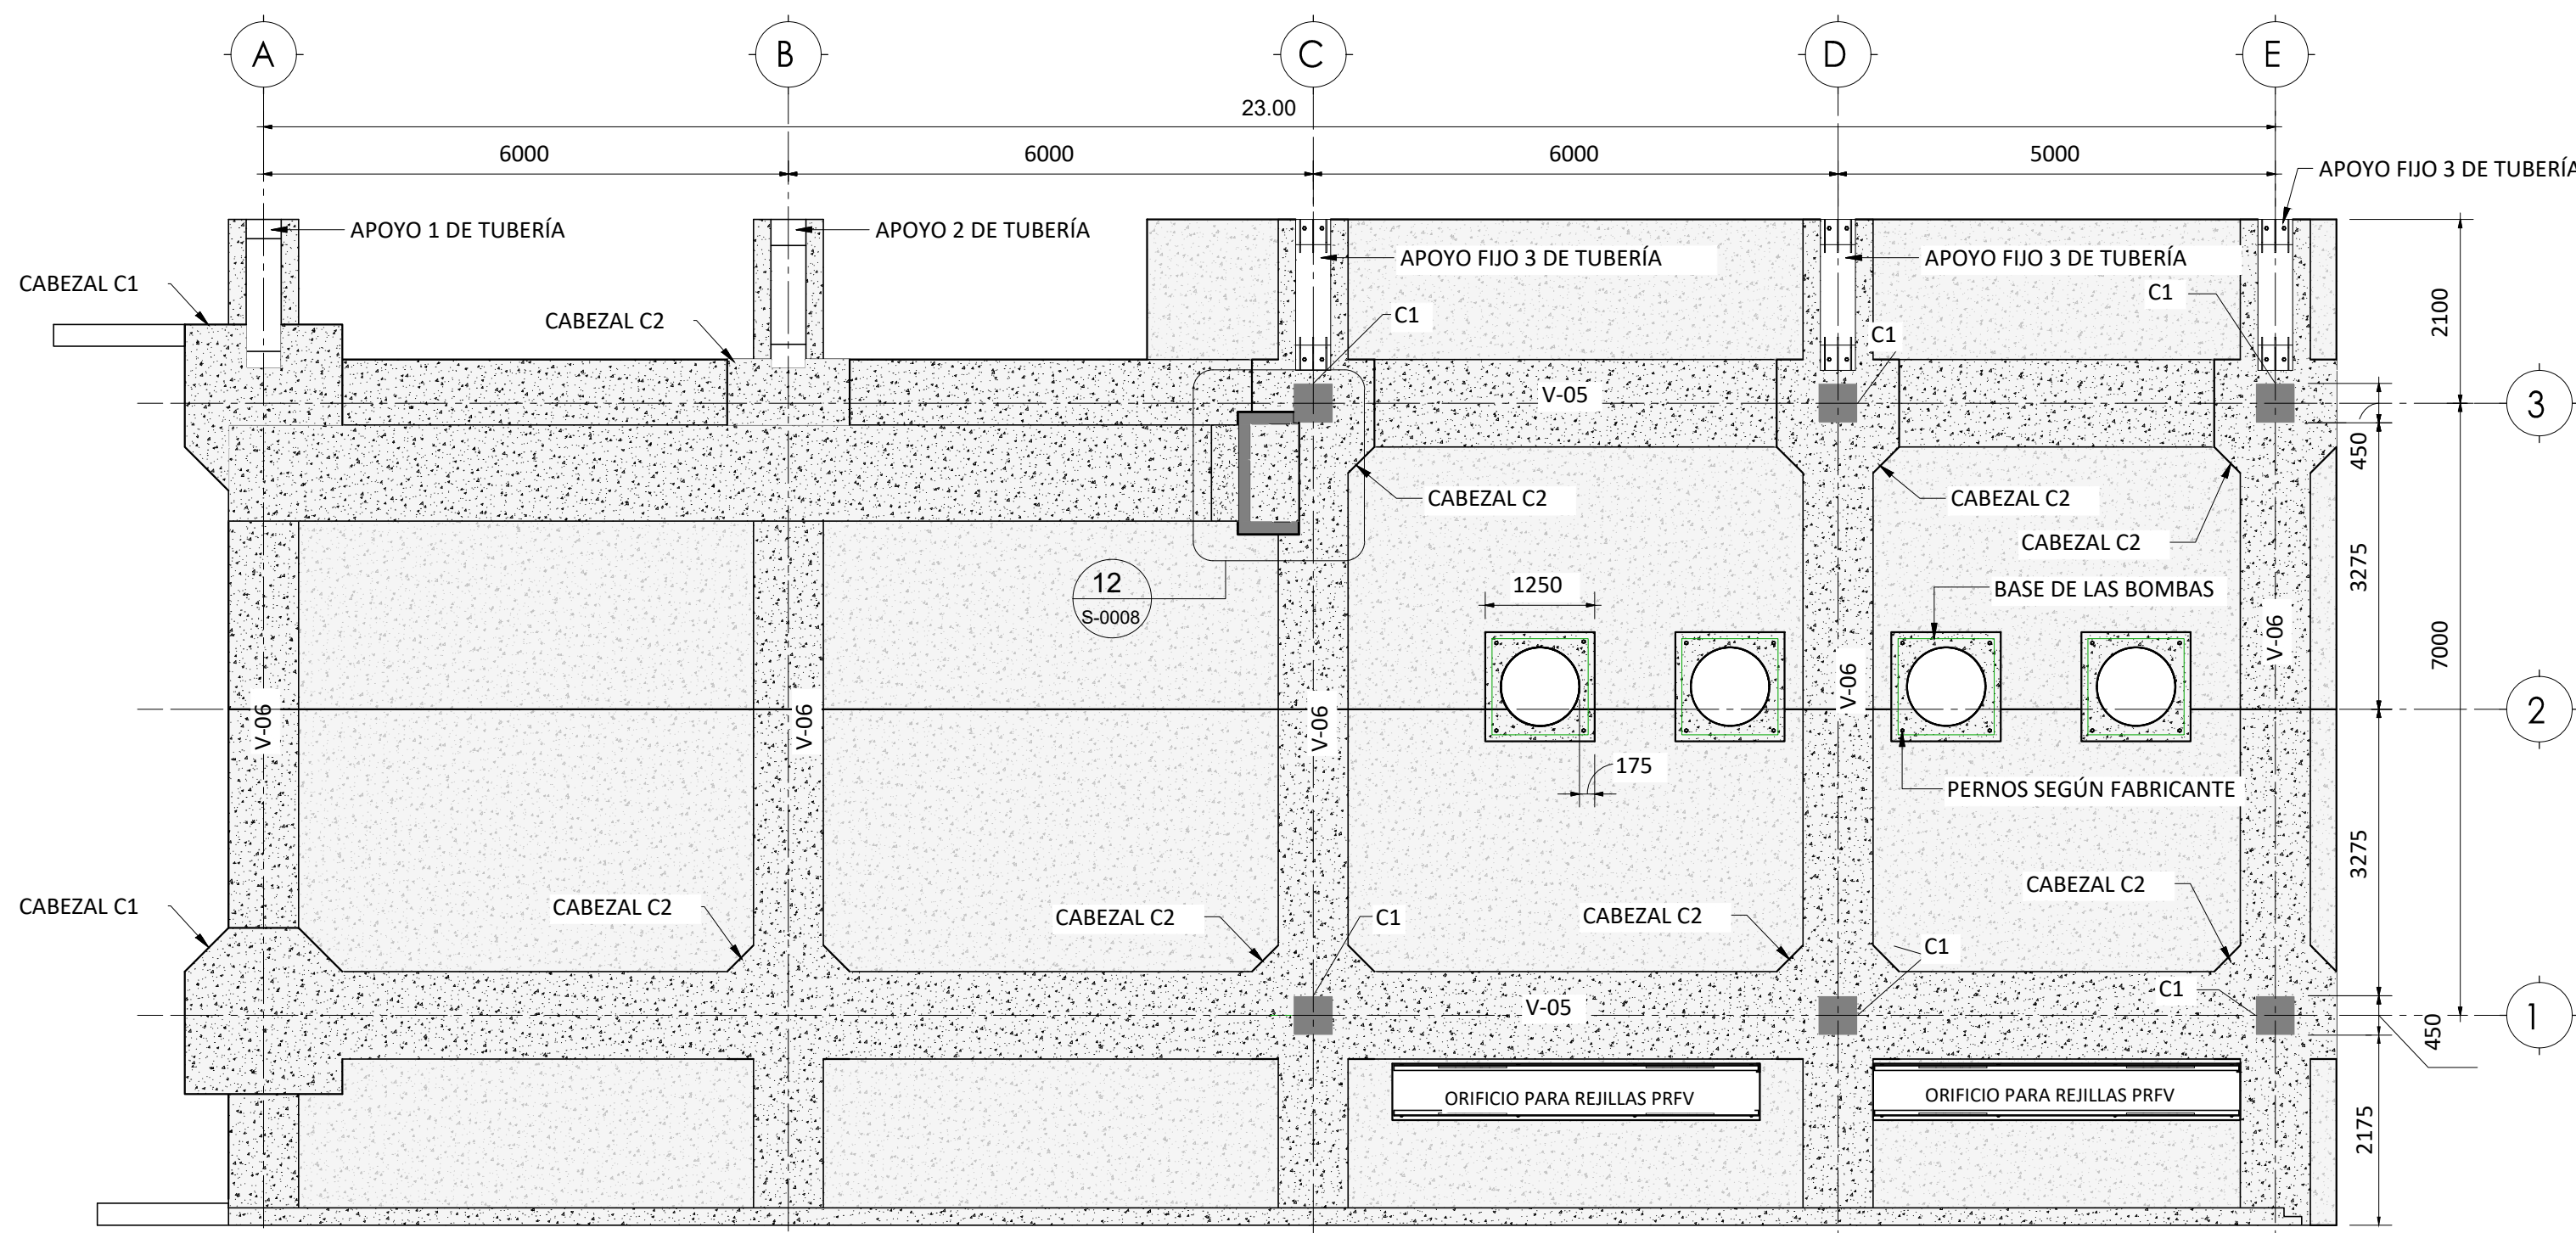 A
B
C
D
E
23.00
6000
6000
6000
5000
APOYO FIJO 3 DE TUBERÍA
APOYO 1 DE TUBERÍA
APOYO 2 DE TUBERÍA
APOYO FIJO 3 DE TUBERÍA
APOYO FIJO 3 DE TUBERÍA
CABEZAL C1
CABEZAL C2
C1
C1
C1
2100
V-05
3
450
CABEZAL C2
CABEZAL C2
CABEZAL C2
12
S-0008
1250
BASE DE LAS BOMBAS
3275
7000
V-06
V-06
V-06
V-06
V-06
2
175
PERNOS SEGÚN FABRICANTE
3275
CABEZAL C1
CABEZAL C2
CABEZAL C2
CABEZAL C2
CABEZAL C2
C1
C1
C1
V-05
1
450
ORIFICIO PARA REJILLAS PRFV
ORIFICIO PARA REJILLAS PRFV
2175